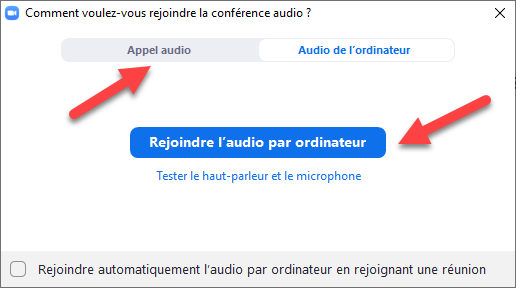 Comment voulez-vous rejoindre la conférence audio ?
Appel audio
Audio de l'ordinateur
Rejoindre l'audio par ordinateur
Tester le haut-parleur et le microphone
Rejoindre automatiquement l'audio par ordinateur en rejoignant une réunion